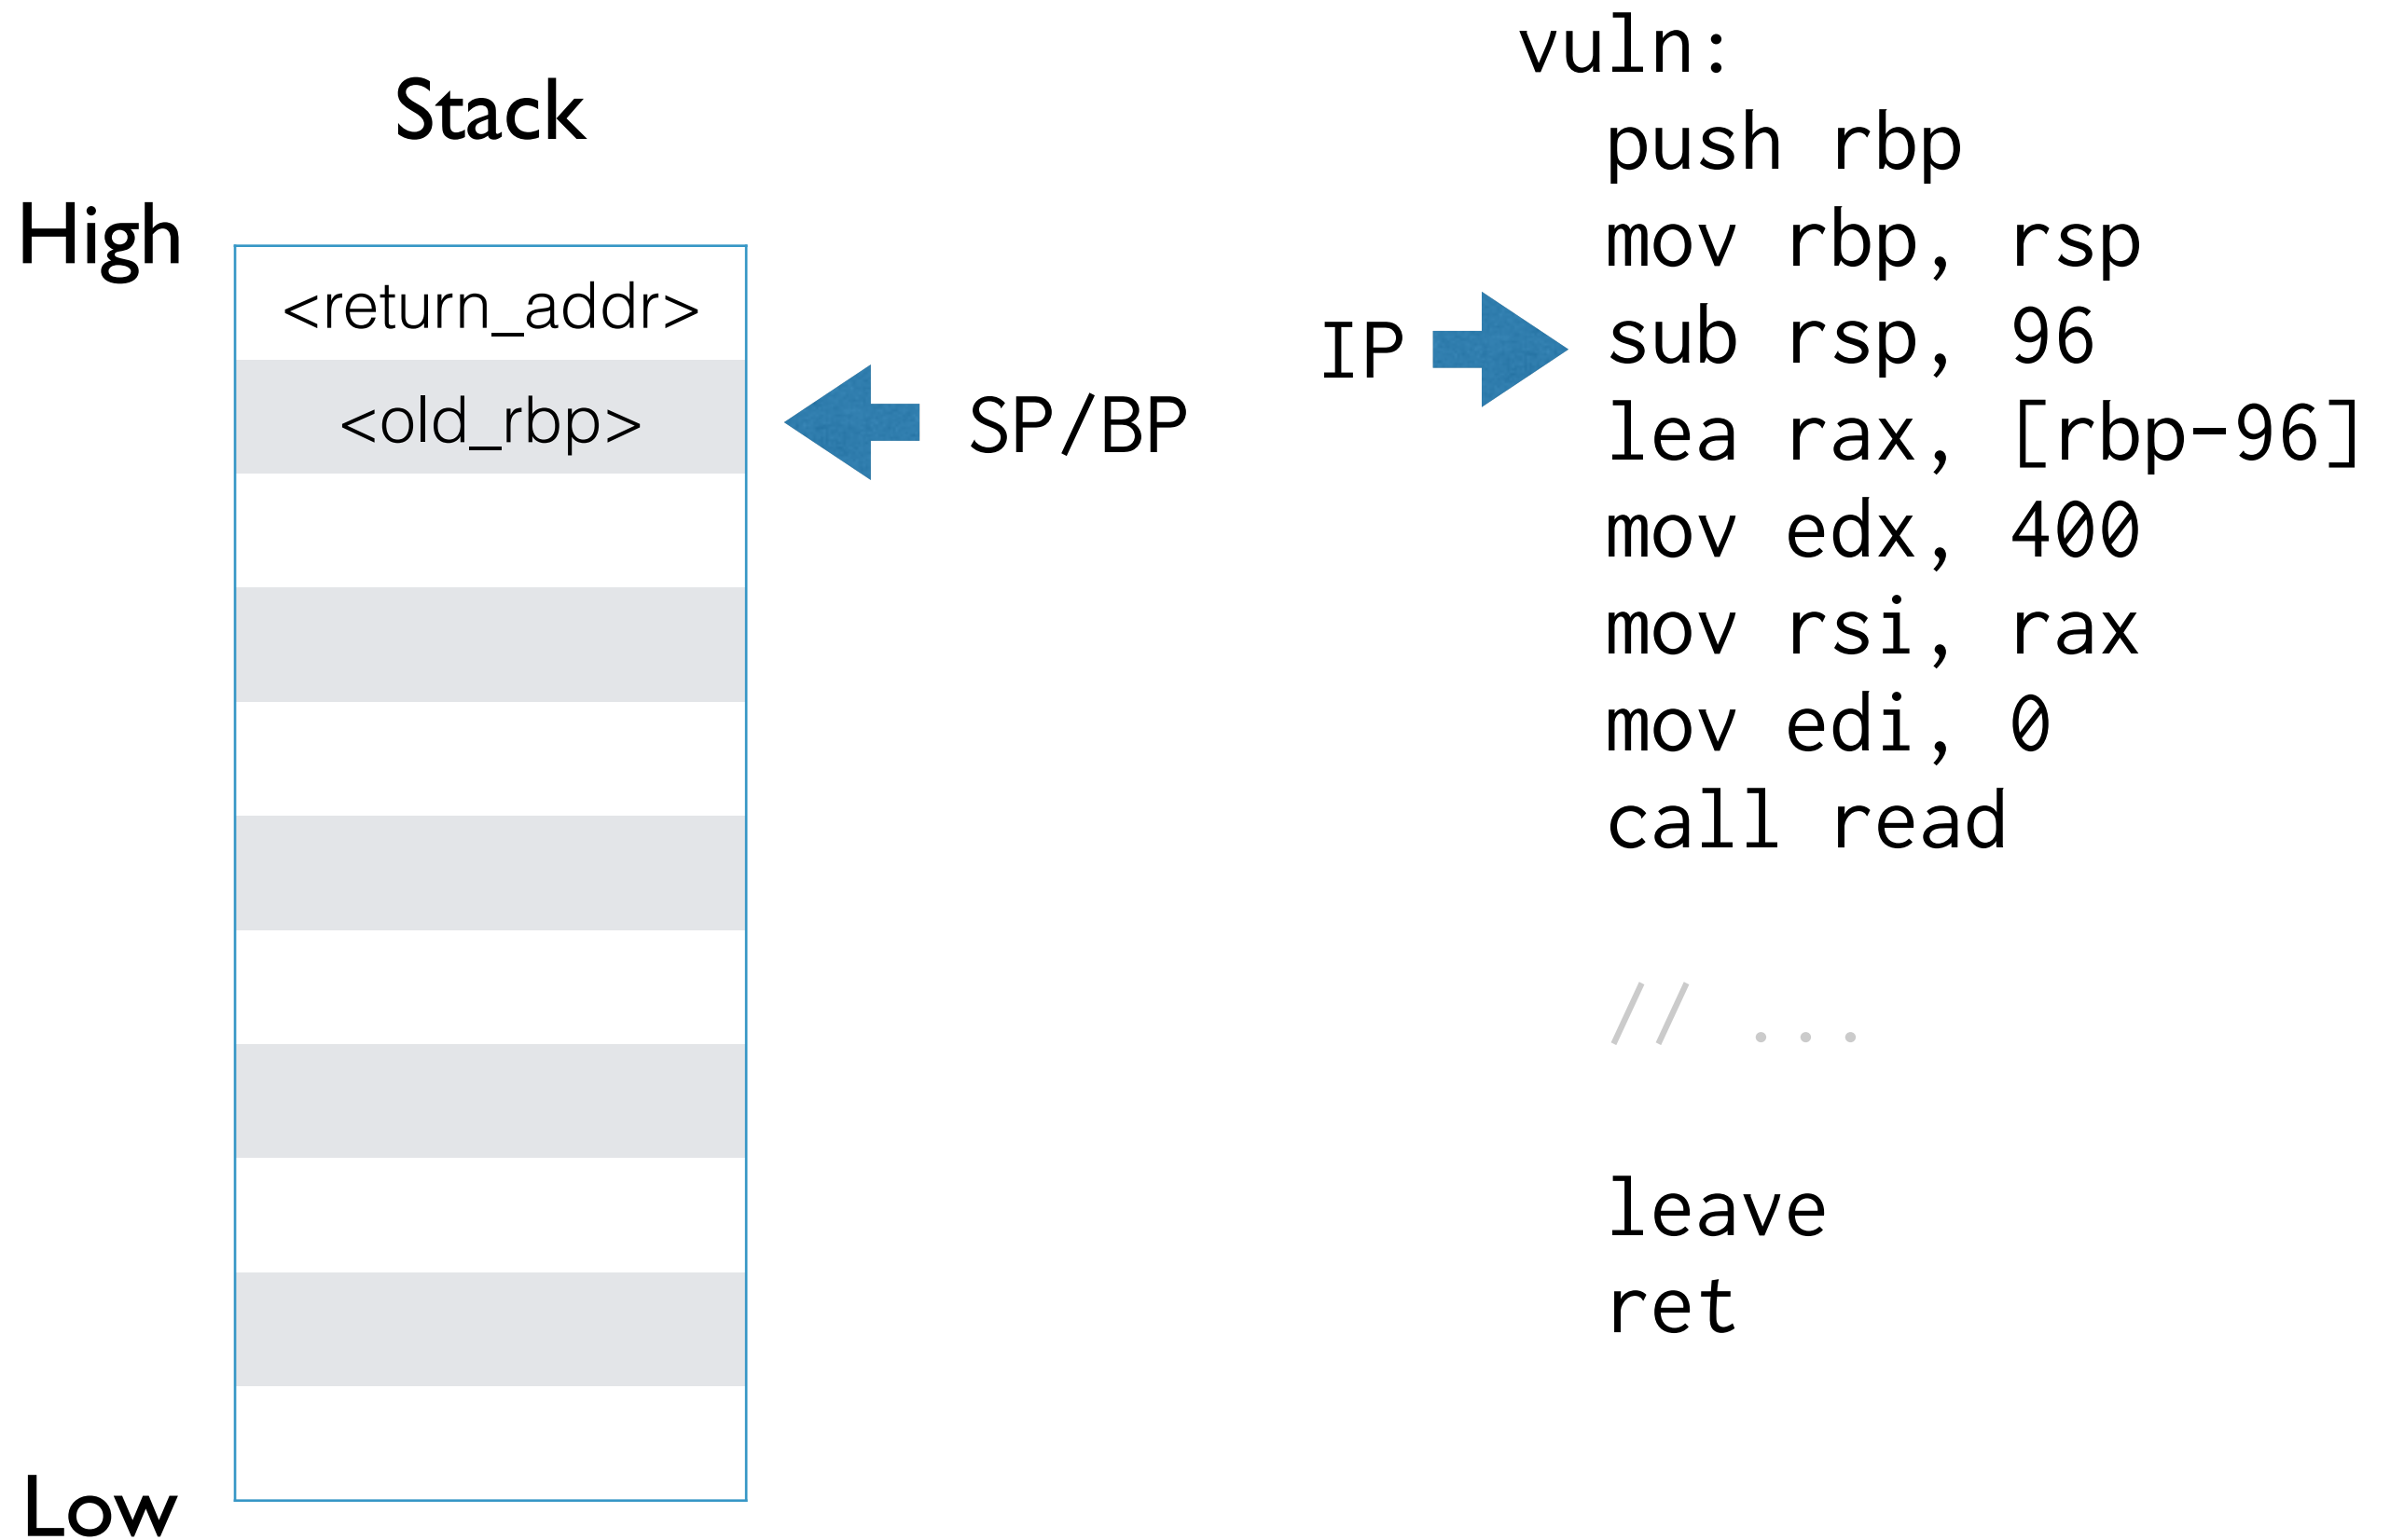 Stack
High
<return_addr>
<old_rbp>
SP/BP
Low
IP
vuln:
push rbp
mov rbp, rsp
sub rsp, 96
lea rax, [rbp-96]
mov edx, 400
mov rsi, rax
mov edi, 0
call read
// ...
leave
ret